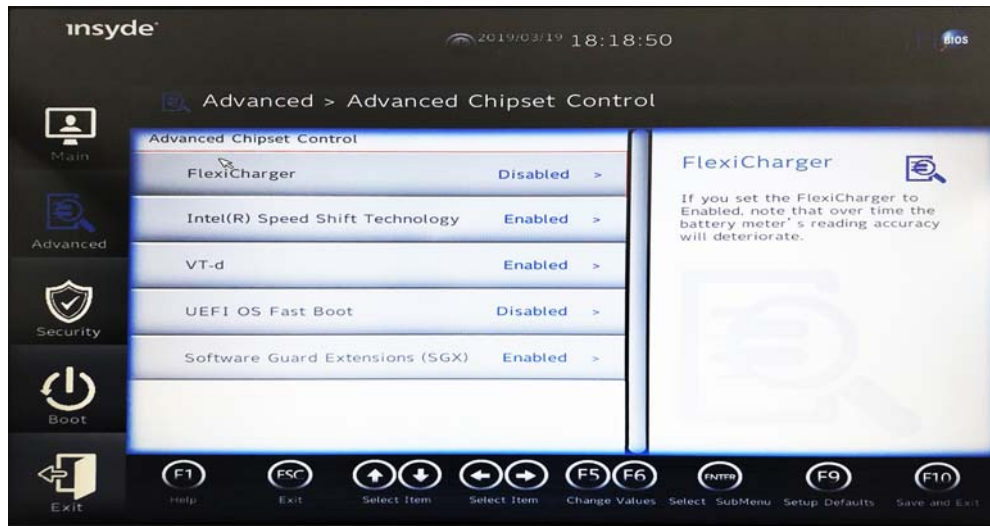 insyde
2019/03/19 18:18:50
BIOS
Advanced > Advanced Chipset Control
Main
Advanced
Security
Boot
Exit
Advanced Chipset Control
FlexiCharger Disabled >
Intel(R) Speed Shift Technology Enabled >
VT-d Enabled >
UEFI OS Fast Boot Disabled >
Software Guard Extensions (SGX) Enabled >
FlexiCharger
If you set the FlexiCharger to
Enabled, note that over time the
battery meter's reading accuracy
will deteriorate.
F1 ESC F5 F6 ENTER F9 F10
Help Exit Select Item Select Item Change Values Select SubMenu Setup Defaults Save and Exit